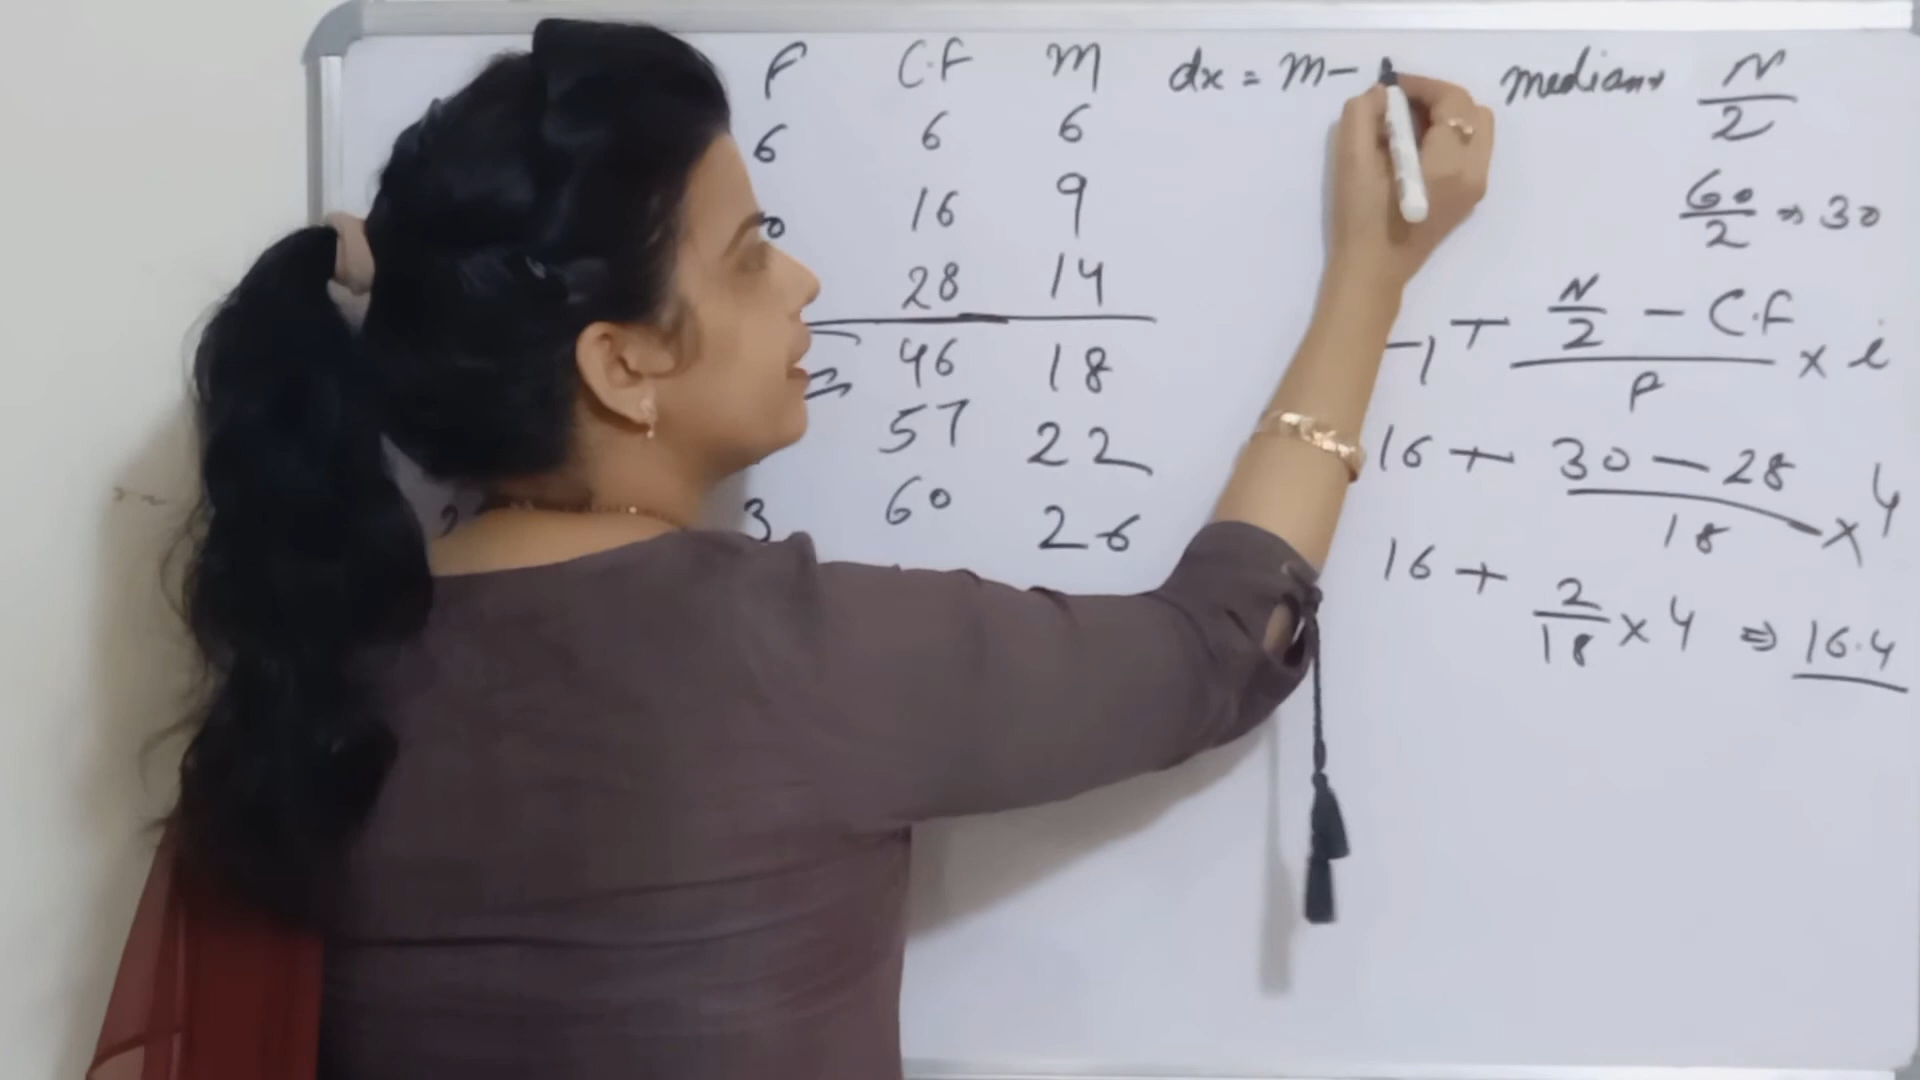 F C.F M dx = m- median→ N/2
6 6 6
16 9 60/2 ⇒ 30
28 14
46 18 N/2 - C.F / F × i
57 22 16 + 30 - 28 / 18 × 4
3 60 26
16 + 2/18 × 4 ⇒ 16.4